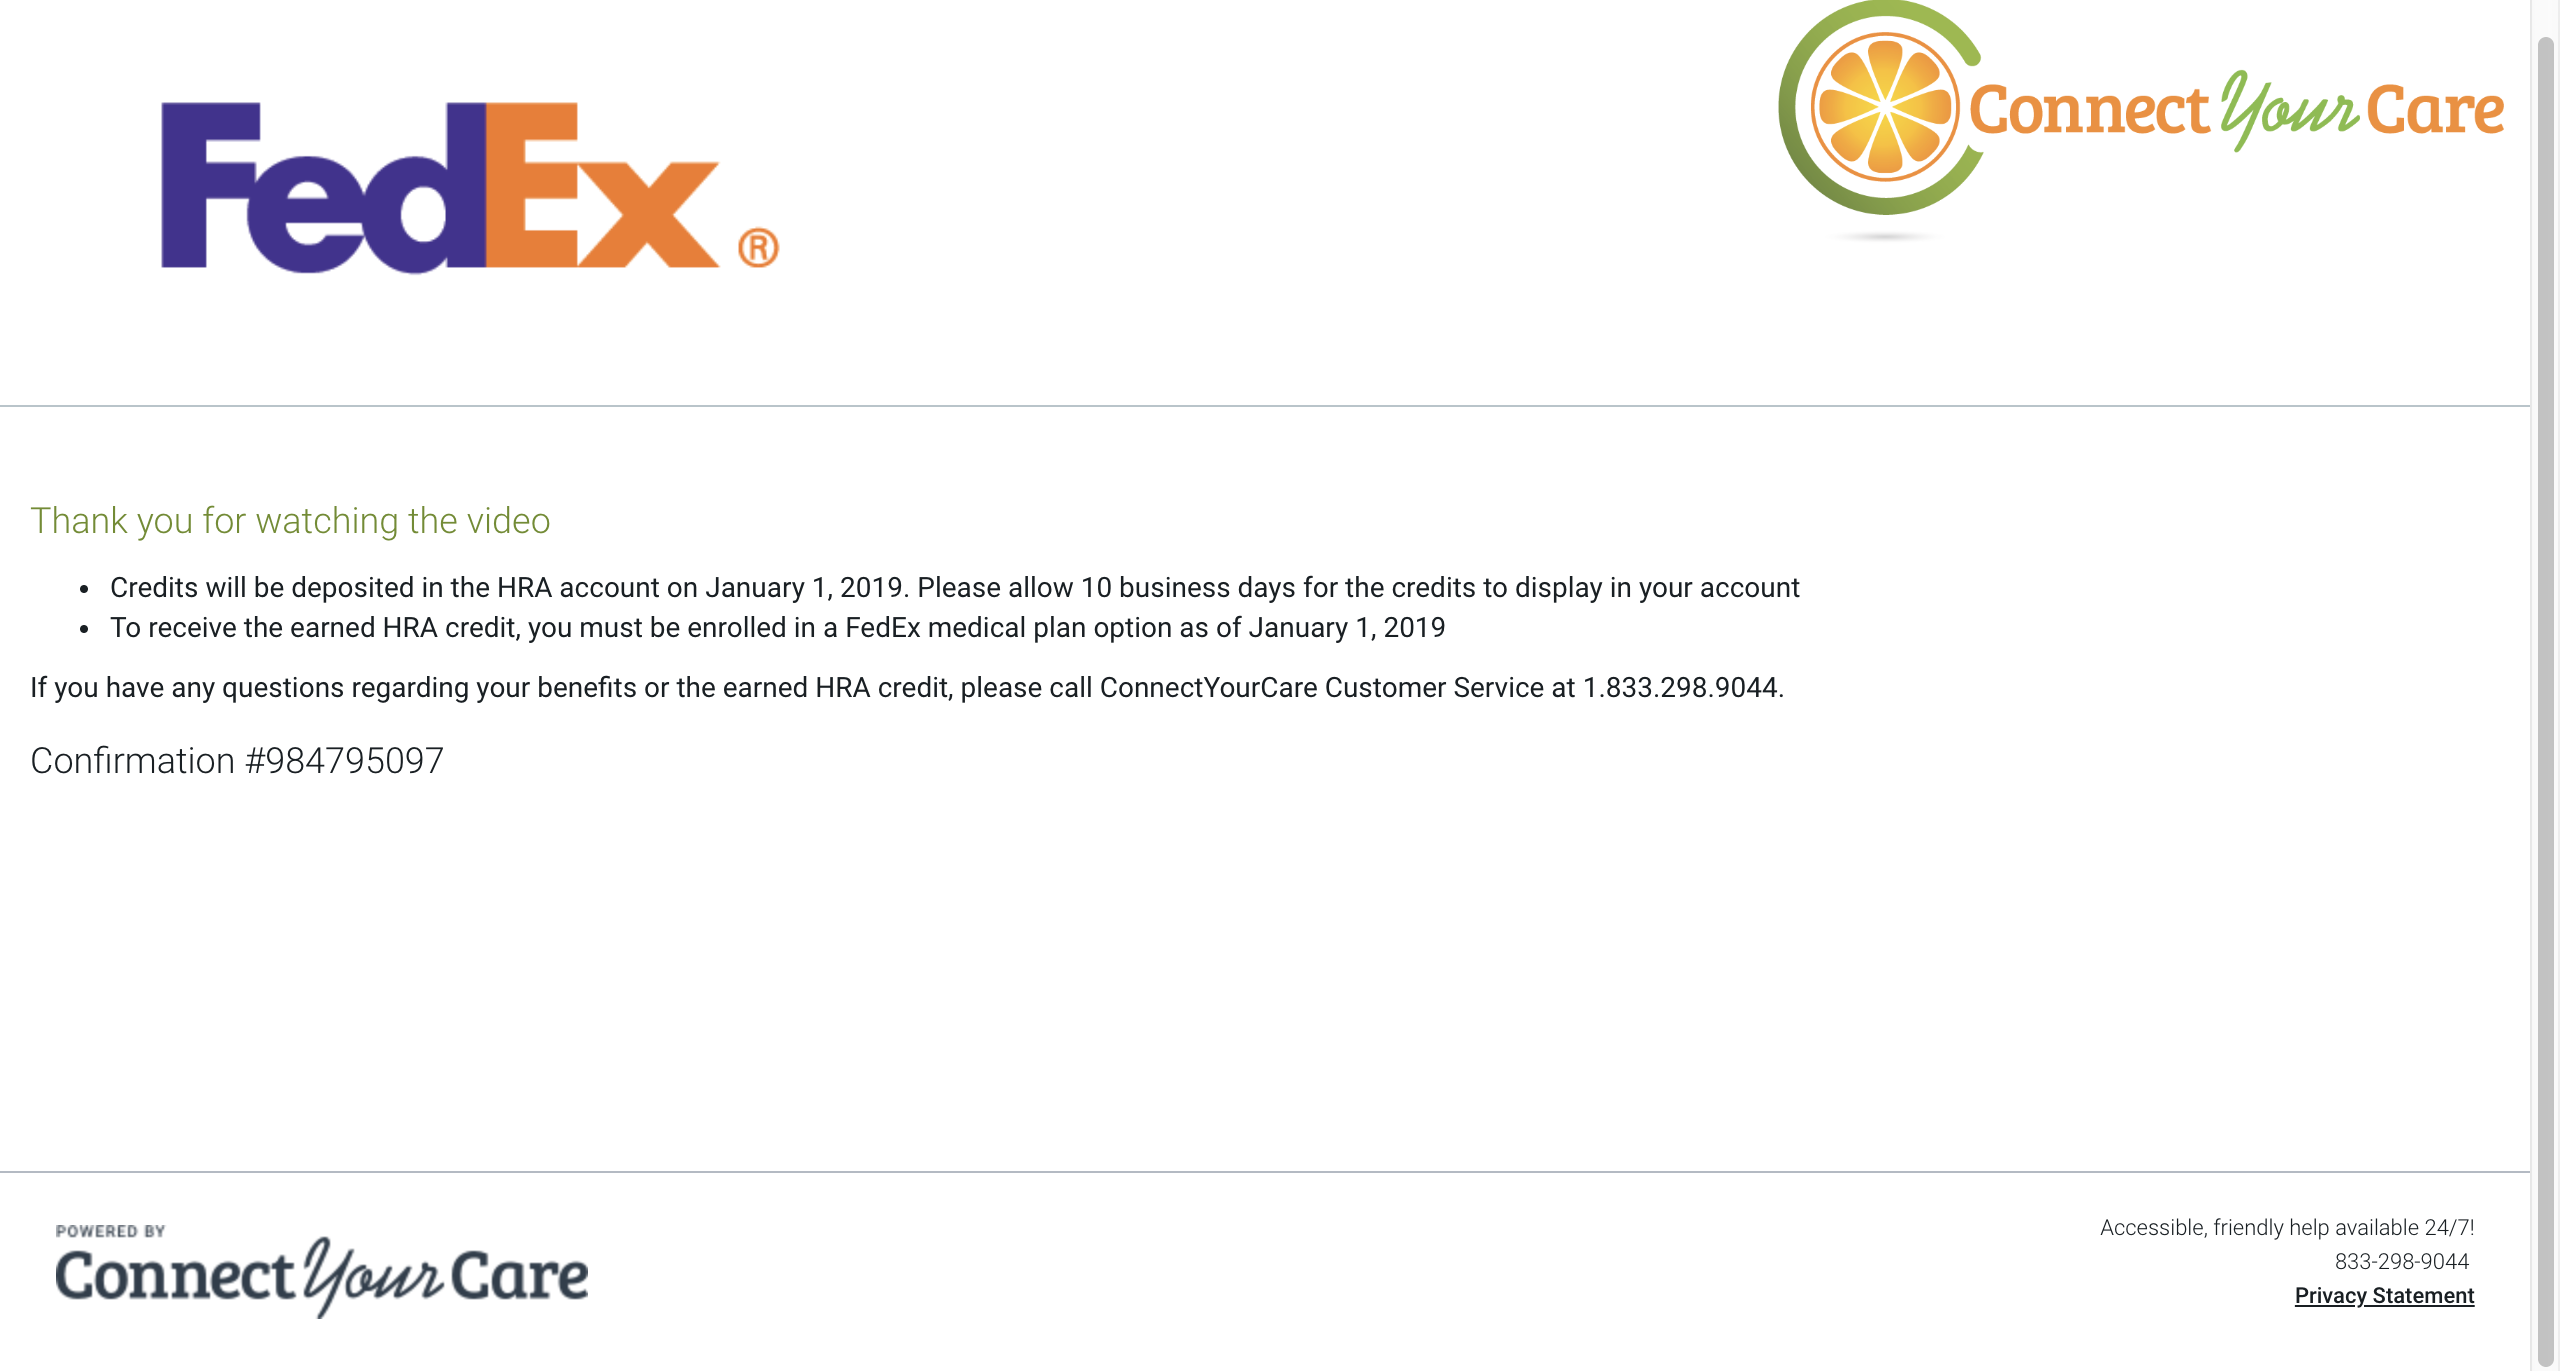 FedEx ®
Connect Your Care
Thank you for watching the video
• Credits will be deposited in the HRA account on January 1, 2019. Please allow 10 business days for the credits to display in your account
• To receive the earned HRA credit, you must be enrolled in a FedEx medical plan option as of January 1, 2019
If you have any questions regarding your benefits or the earned HRA credit, please call ConnectYourCare Customer Service at 1.833.298.9044.
Confirmation #984795097
POWERED BY
Connect Your Care
Accessible, friendly help available 24/7!
833-298-9044
Privacy Statement